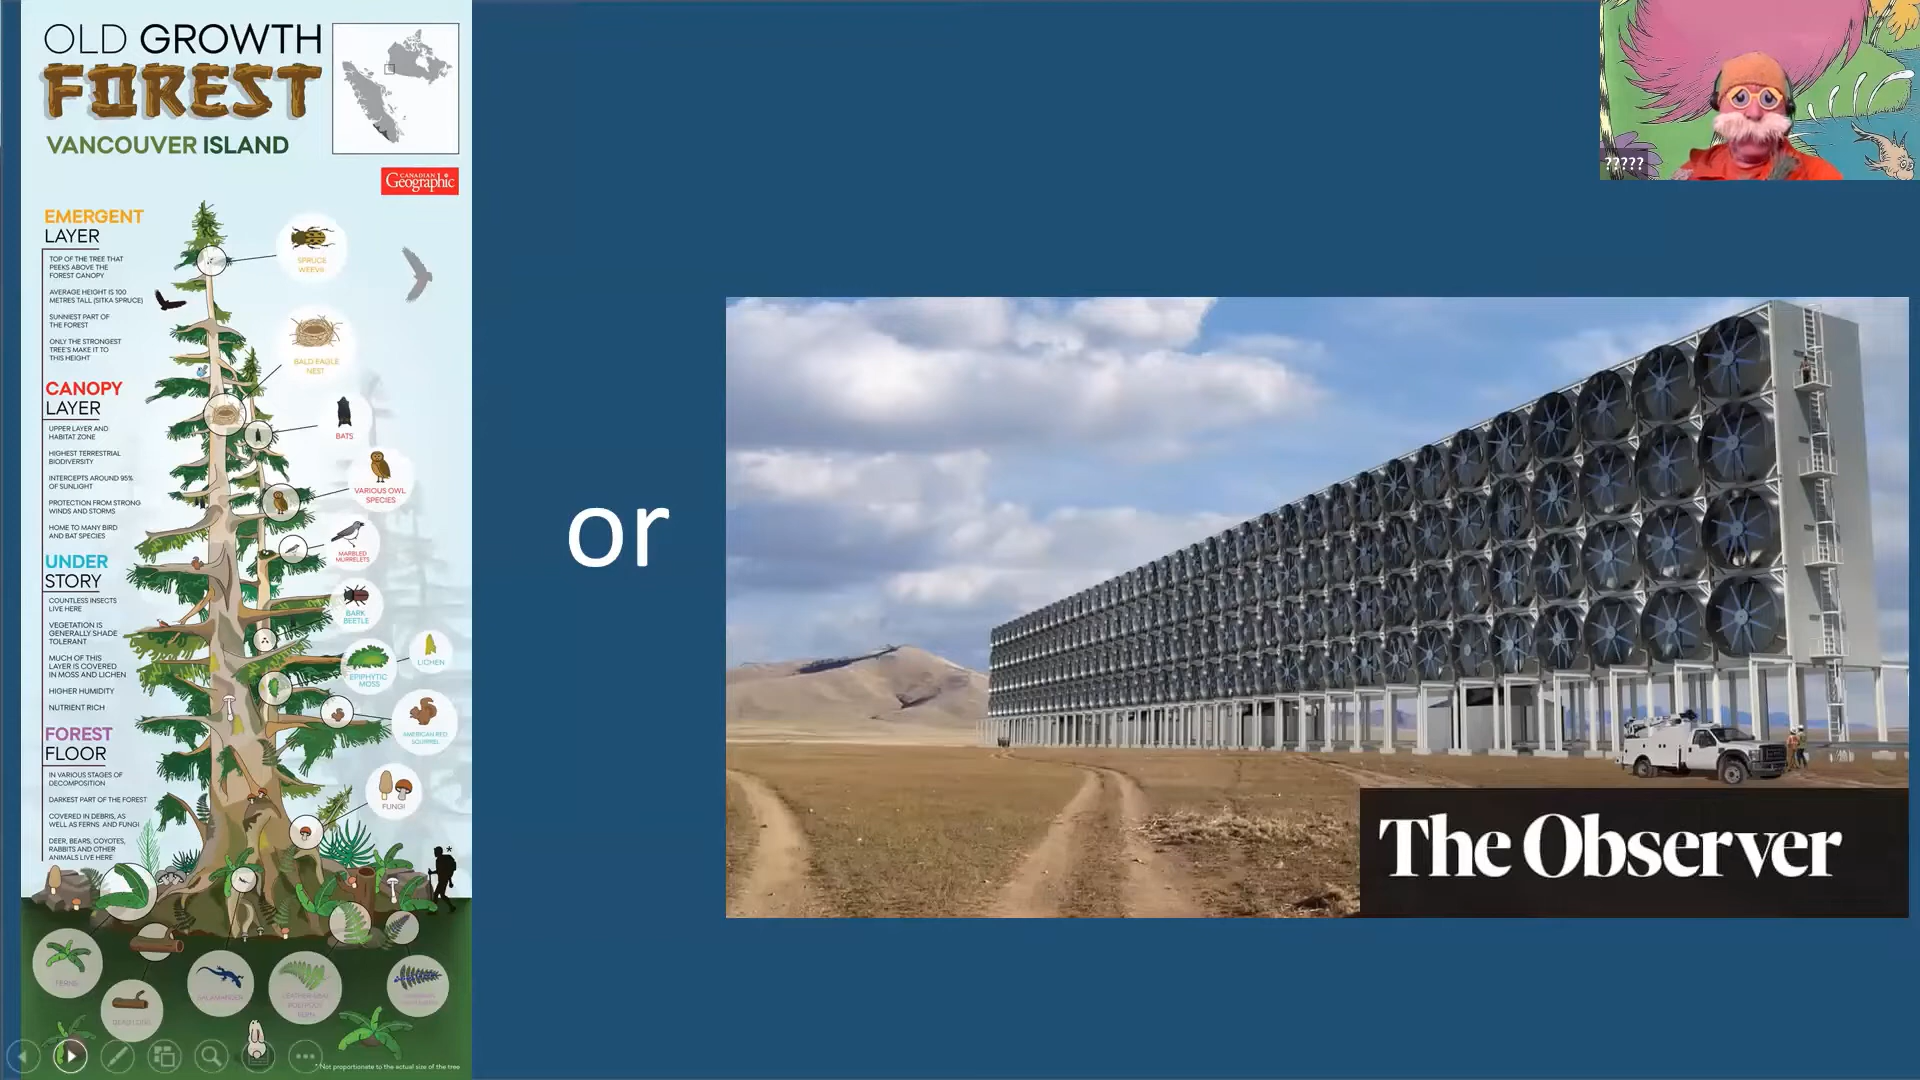 OLD GROWTH
FOREST
VANCOUVER ISLAND
CANADIAN
Geographic
EMERGENT
LAYER
TOP OF THE TREE THAT
PEEKS ABOVE THE
FOREST CANOPY
AVERAGE HEIGHT IS 100
METRES TALL (SITKA SPRUCE)
SUNNIEST PART OF
THE FOREST
ONLY THE STRONGEST
TREE'S MAKE IT TO
THIS HEIGHT
SPRUCE
WEEVIL
BALD EAGLE
NEST
CANOPY
LAYER
UPPER LAYER AND
HABITAT ZONE
HIGHEST TERRESTRIAL
BIODIVERSITY
INTERCEPTS AROUND 95%
OF SUNLIGHT
PROTECTION FROM STRONG
WINDS AND STORMS
HOME TO MANY BIRD
AND BAT SPECIES
BATS
VARIOUS OWL
SPECIES
MARBLED
MURRELETS
UNDER
STORY
COUNTLESS INSECTS
LIVE HERE
VEGETATION IS
GENERALLY SHADE
TOLERANT
MUCH OF THIS
LAYER IS COVERED
IN MOSS AND LICHEN
HIGHER HUMIDITY
NUTRIENT RICH
BARK
BEETLE
LICHEN
EPIPHYTIC
MOSS
AMERICAN RED
SQUIRREL
FOREST
FLOOR
IN VARIOUS STAGES OF
DECOMPOSITION
DARKEST PART OF THE FOREST
COVERED IN DEBRIS, AS
WELL AS FERNS AND FUNGI
DEER, BEARS, COYOTES,
RABBITS AND OTHER
ANIMALS LIVE HERE
FUNGI
*
FERNS
SALAMANDER
* Not proportionate to the actual size of the tree
or
The Observer
?????